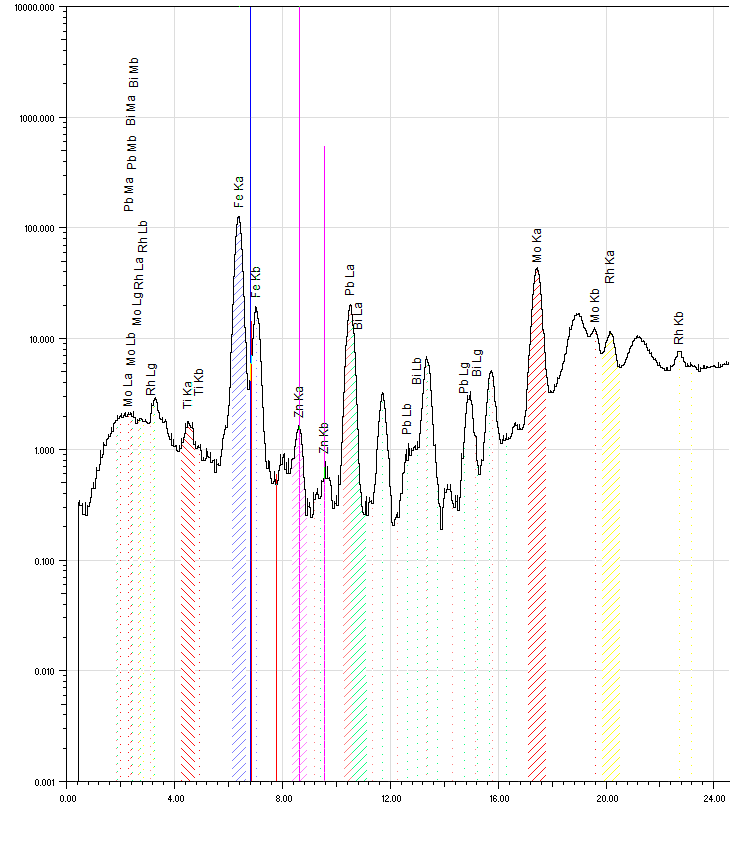 10000.000
1000.000
100.000
10.000
1.000
0.100
0.010
0.001
0.00
4.00
8.00
12.00
16.00
20.00
24.00
Mo La Mo Lb Mo Lg Rh La Rh Lb
Pb Ma Pb Mb Bi Ma Bi Mb
Rh Lg
Ti Ka
Ti Kb
Fe Ka
Fe Kb
Zn Ka
Zn Kb
Pb La
Bi La
Pb Lb
Bi Lb
Pb Lg
Bi Lg
Mo Ka
Mo Kb
Rh Ka
Rh Kb